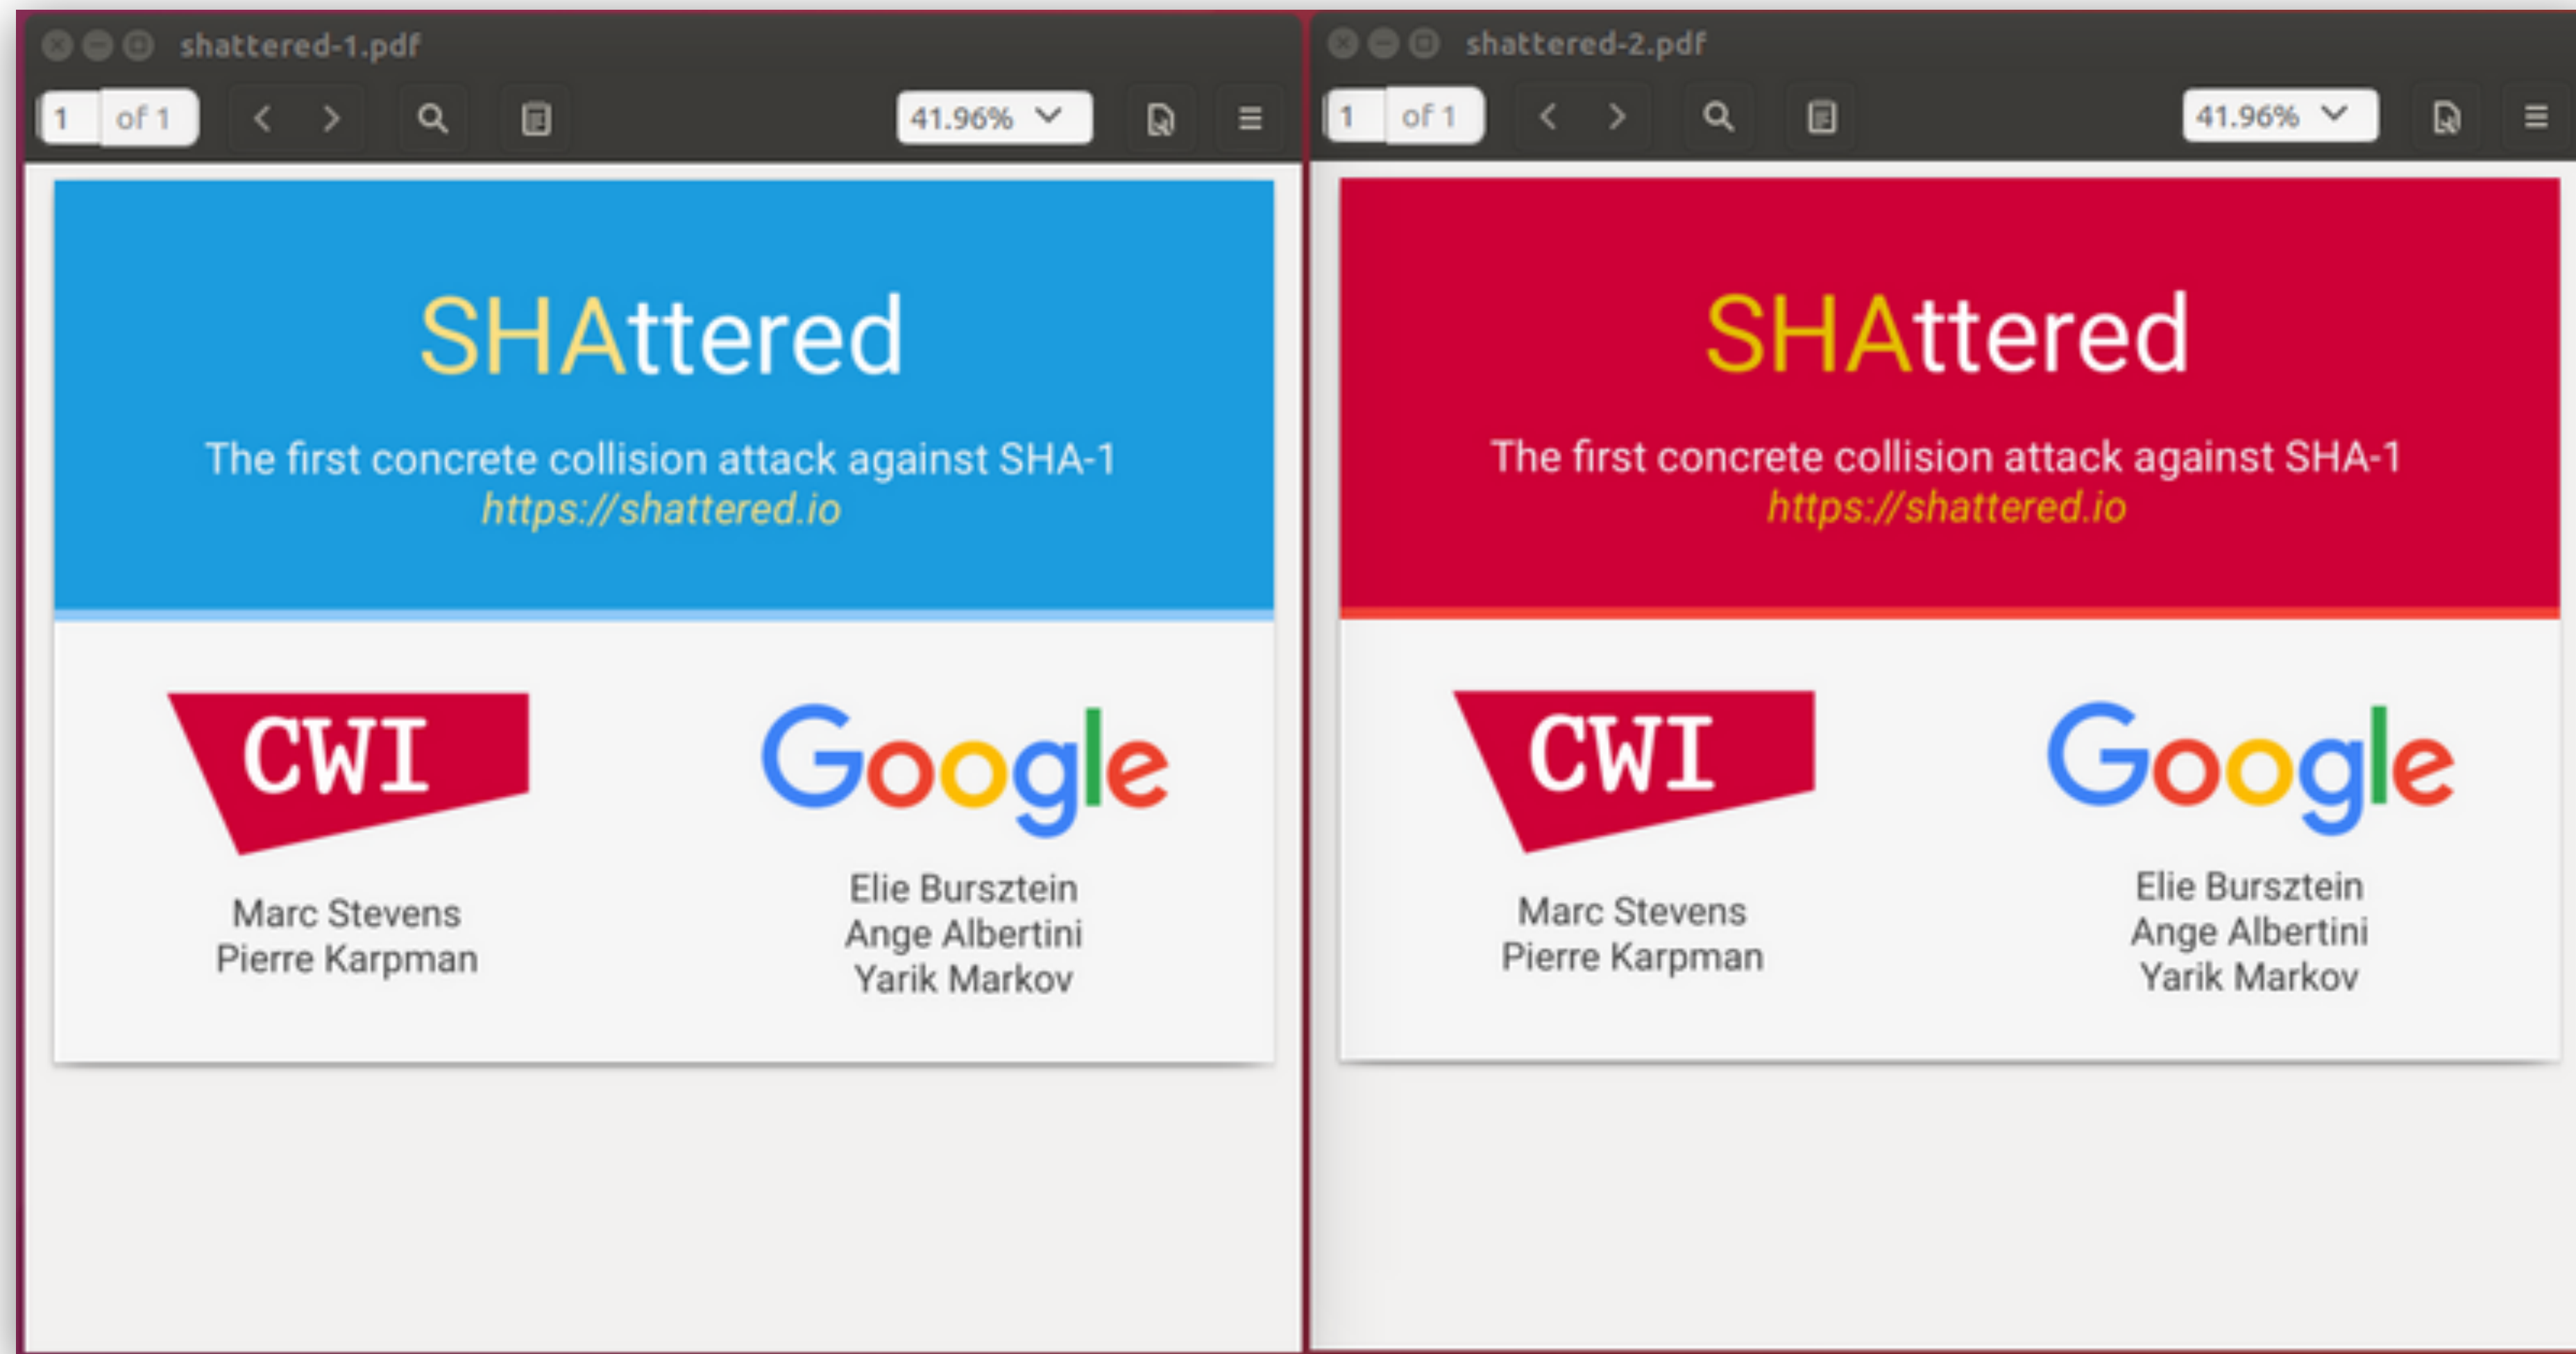 shattered-1.pdf
1 of 1
41.96%
SHAttered
The first concrete collision attack against SHA-1
https://shattered.io
CWI
Google
Marc Stevens
Pierre Karpman
Elie Bursztein
Ange Albertini
Yarik Markov
shattered-2.pdf
1 of 1
41.96%
SHAttered
The first concrete collision attack against SHA-1
https://shattered.io
CWI
Google
Marc Stevens
Pierre Karpman
Elie Bursztein
Ange Albertini
Yarik Markov